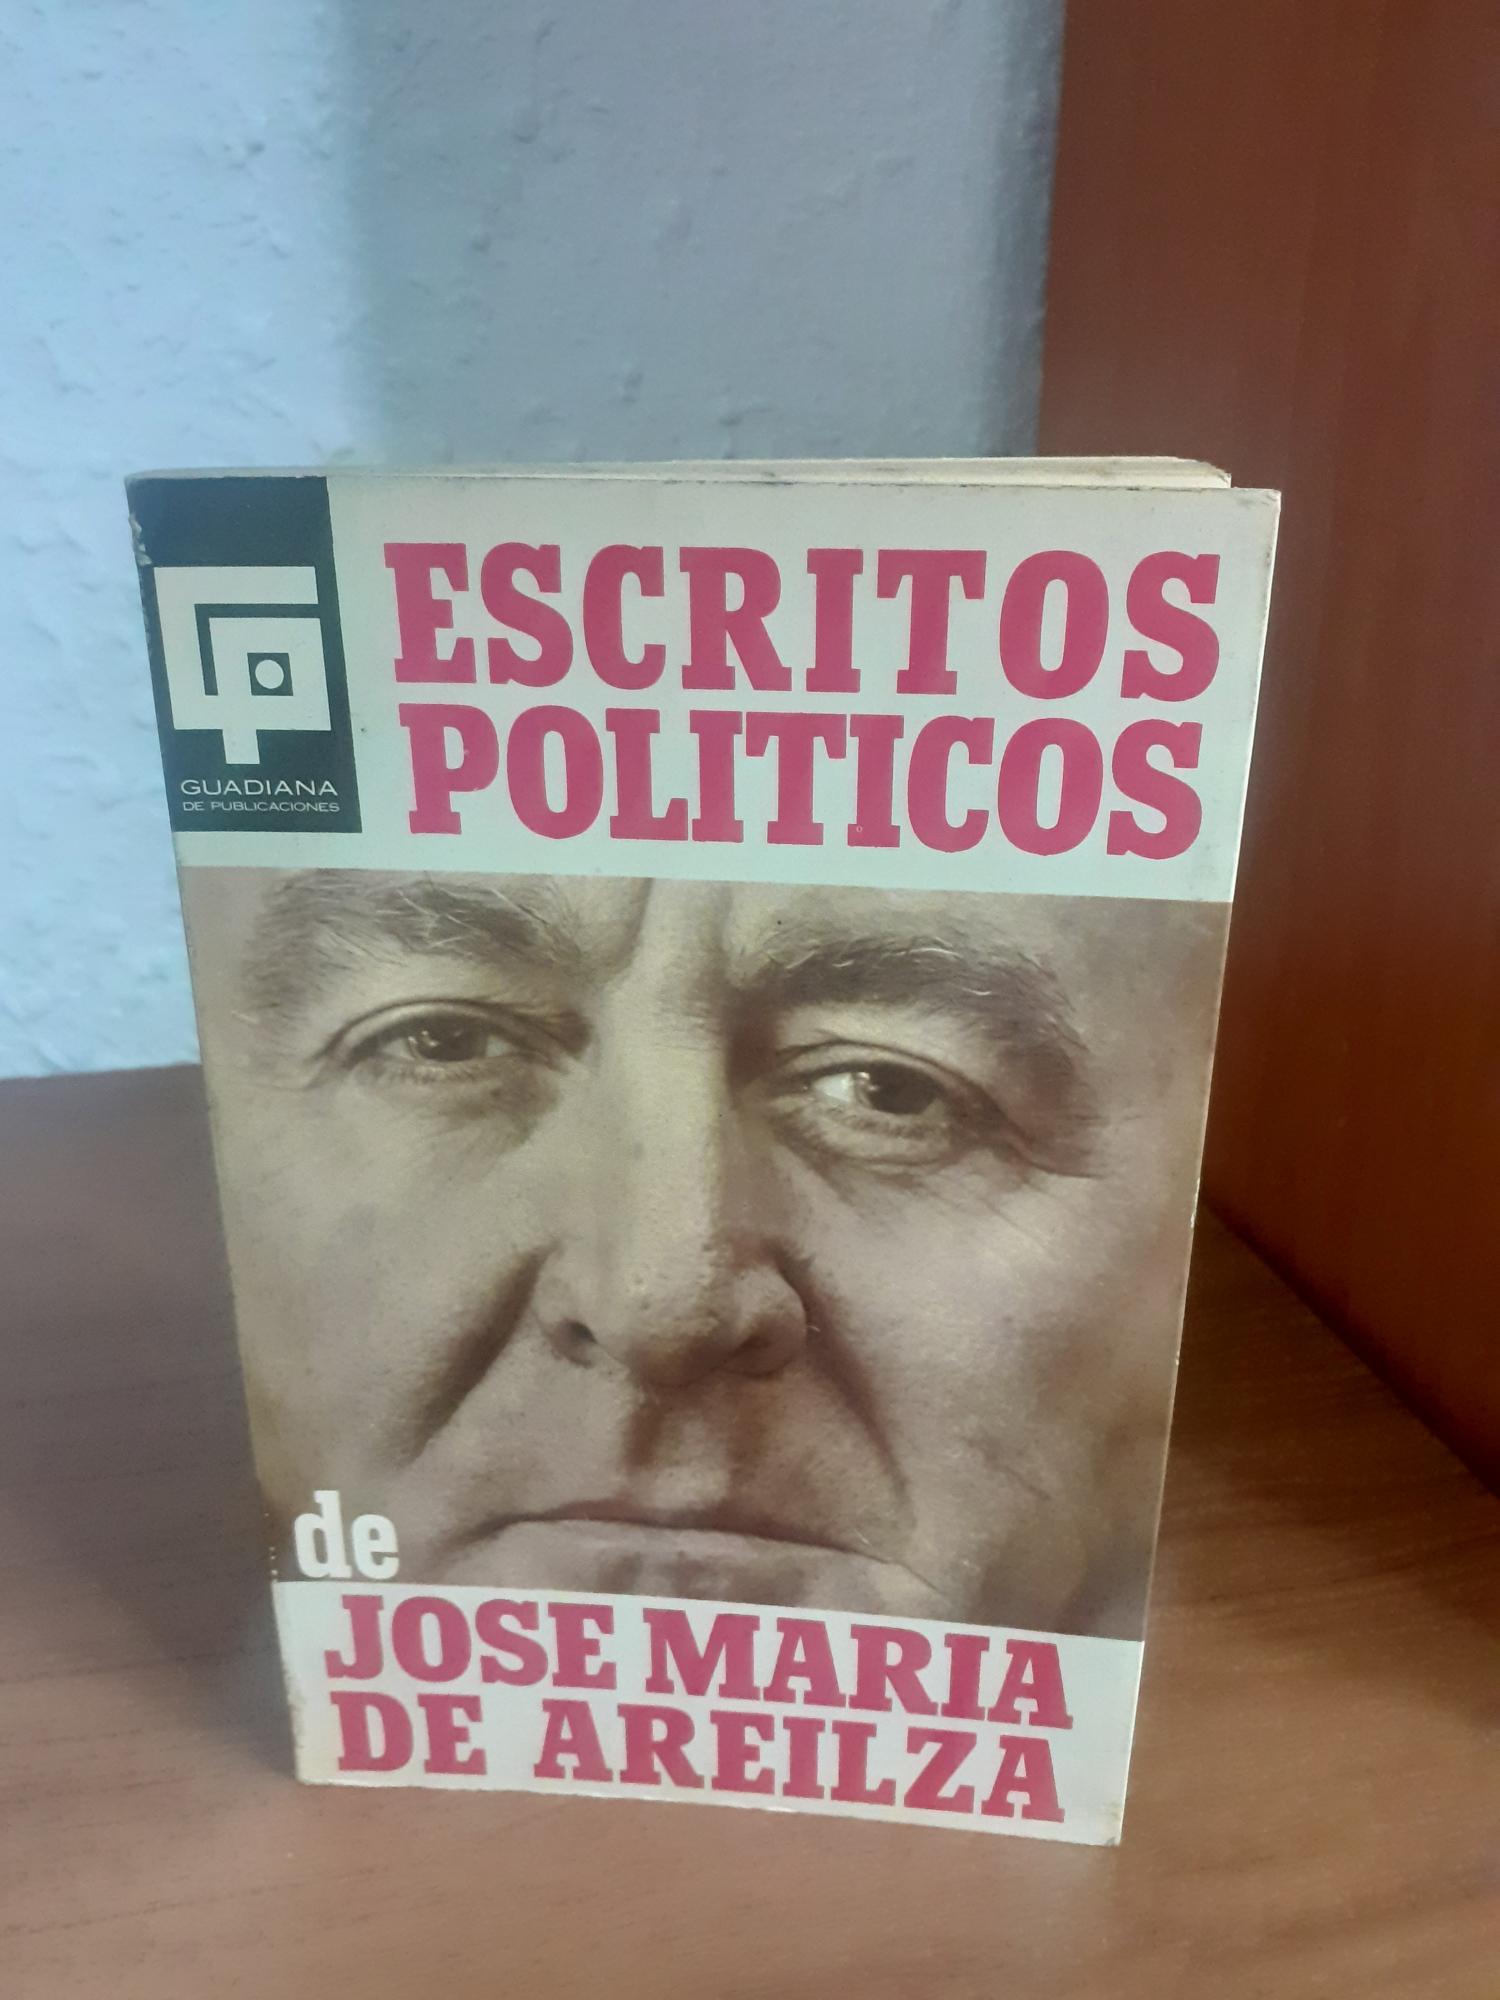 GUADIANA
DE PUBLICACIONES
ESCRITOS
POLITICOS
de
JOSE MARIA
DE AREILZA